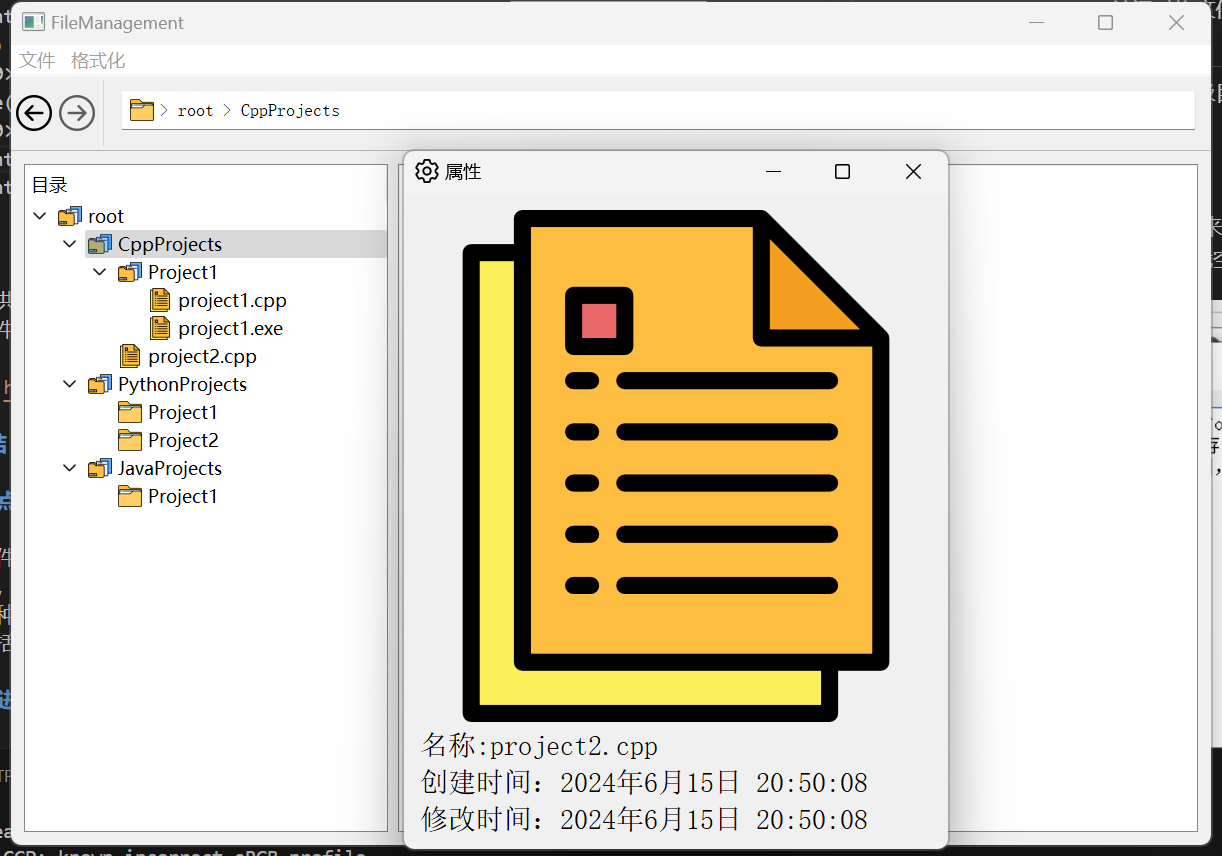 FileManagement
文件 格式化
root CppProjects
属性
目录
root
CppProjects
Project1
project1.cpp
project1.exe
project2.cpp
PythonProjects
Project1
Project2
JavaProjects
Project1
名称:project2.cpp
创建时间: 2024年6月15日 20:50:08
修改时间: 2024年6月15日 20:50:08